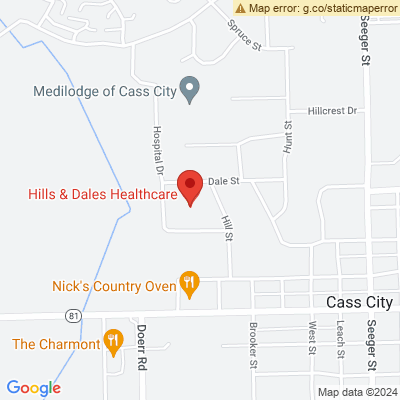 Map error: g.co/staticmaperror
Spruce St
Seeger St
Medilodge of Cass City
Hillcrest Dr
Hospital Dr
Hunt St
Dale St
Hills & Dales Healthcare
Hill St
Nick's Country Oven
Cass City
81
The Charmont
Doerr Rd
Brooker St
West St
Leach St
Seeger St
Google
Map data ©2024